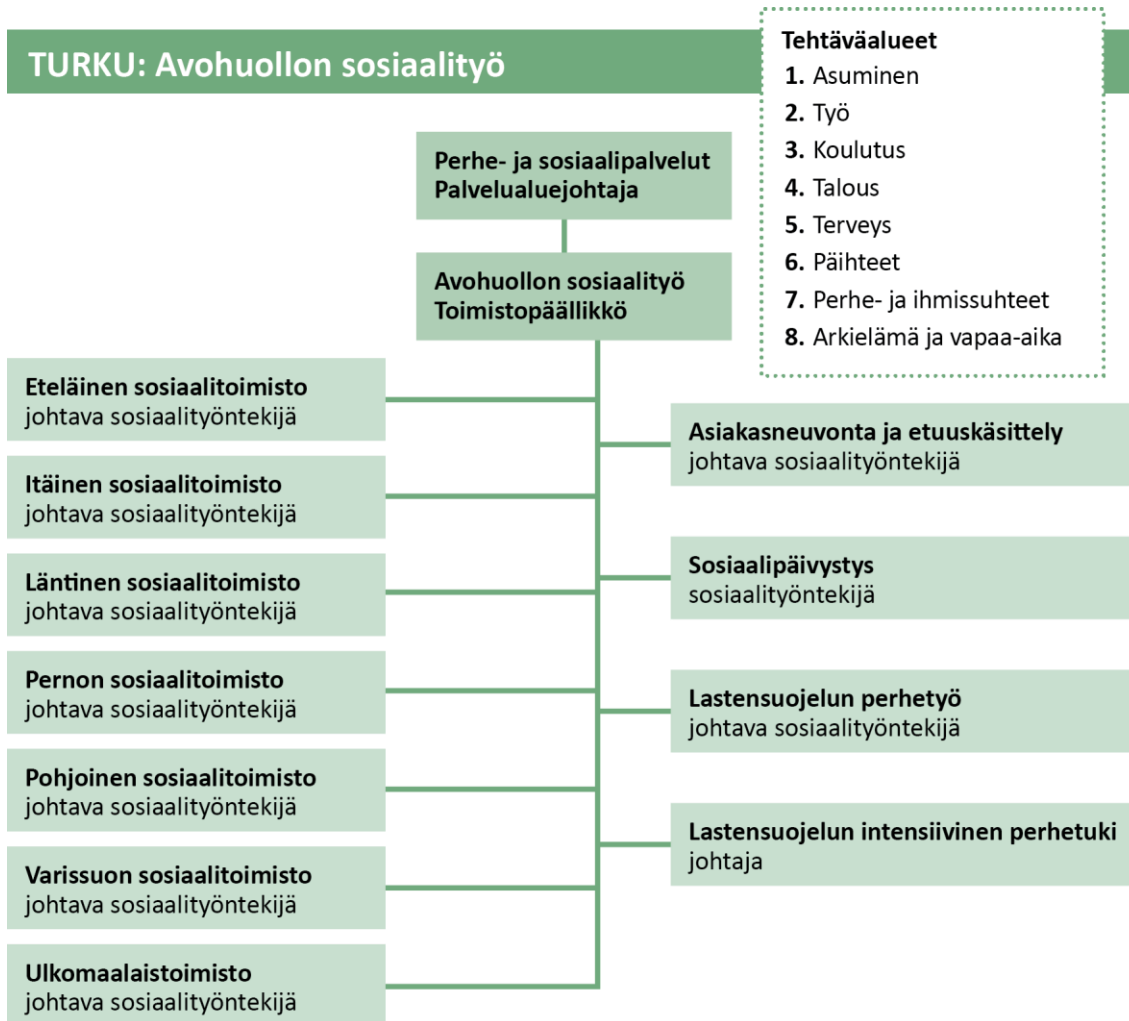 TURKU: Avohuollon sosiaalityö
Tehtäväalueet
1. Asuminen
2. Työ
3. Koulutus
4. Talous
5. Terveys
6. Päihteet
7. Perhe- ja ihmissuhteet
8. Arkielämä ja vapaa-aika
Perhe- ja sosiaalipalvelut
Palvelualuejohtaja
Avohuollon sosiaalityö
Toimistopäällikkö
Eteläinen sosiaalitoimisto
johtava sosiaalityöntekijä
Itäinen sosiaalitoimisto
johtava sosiaalityöntekijä
Läntinen sosiaalitoimisto
johtava sosiaalityöntekijä
Pernon sosiaalitoimisto
johtava sosiaalityöntekijä
Pohjoinen sosiaalitoimisto
johtava sosiaalityöntekijä
Varissuon sosiaalitoimisto
johtava sosiaalityöntekijä
Ulkomaalaistoimisto
johtava sosiaalityöntekijä
Asiakasneuvonta ja etuuskäsittely
johtava sosiaalityöntekijä
Sosiaalipäivystys
sosiaalityöntekijä
Lastensuojelun perhetyö
johtava sosiaalityöntekijä
Lastensuojelun intensiivinen perhetuki
johtaja